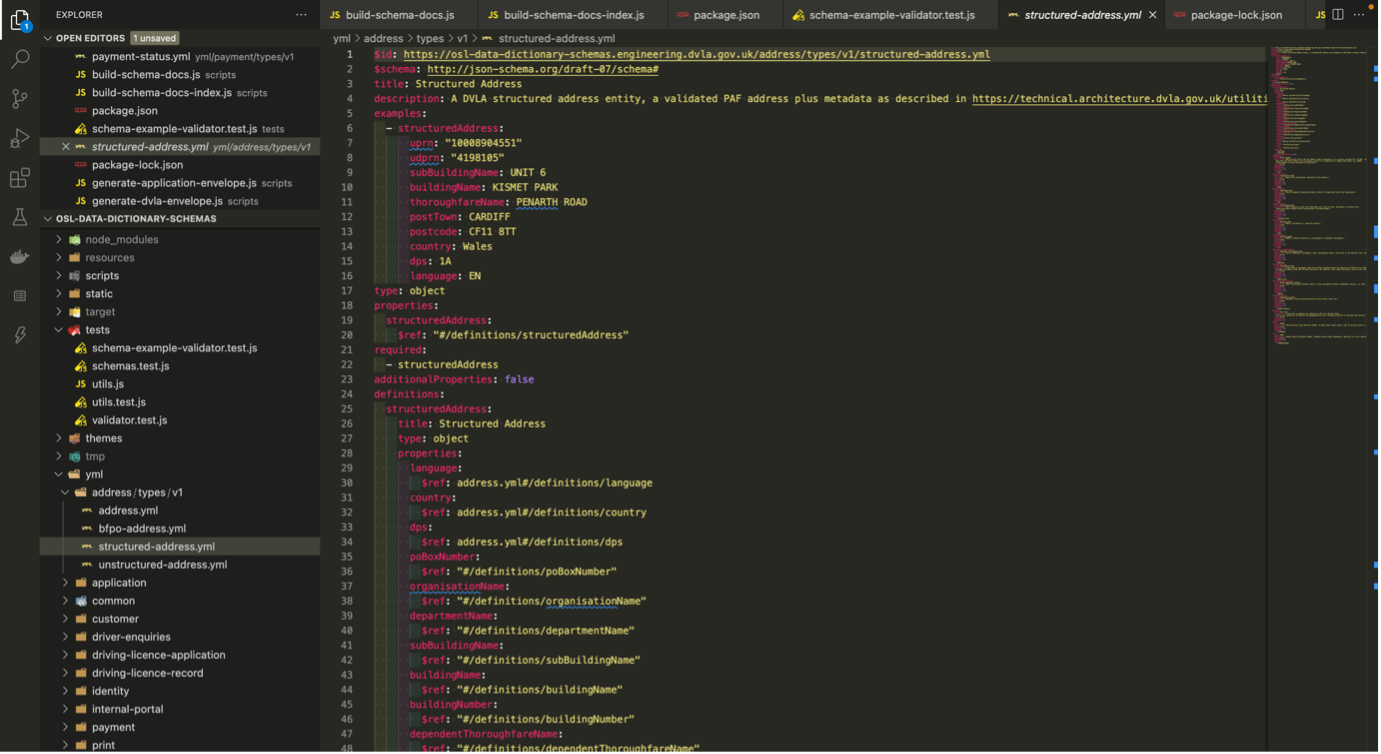 EXPLORER
OPEN EDITORS 1 unsaved
payment-status.yml yml/payment/types/v1
JS build-schema-docs.js scripts
JS build-schema-docs-index.js scripts
package.json
schema-example-validator.test.js tests
structured-address.yml yml/address/types/v1
package-lock.json
JS generate-application-envelope.js scripts
JS generate-dvla-envelope.js scripts
OSL-DATA-DICTIONARY-SCHEMAS
node_modules
resources
scripts
static
target
tests
schema-example-validator.test.js
schemas.test.js
JS utils.js
utils.test.js
validator.test.js
themes
tmp
yml
address/types/v1
address.yml
bfpo-address.yml
structured-address.yml
unstructured-address.yml
application
common
customer
driver-enquiries
driving-licence-application
driving-licence-record
identity
internal-portal
payment
print
1
JS build-schema-docs.js JS build-schema-docs-index.js package.json schema-example-validator.test.js structured-address.yml package-lock.json JS
yml > address > types > v1 > structured-address.yml
1 $id: https://osl-data-dictionary-schemas.engineering.dvla.gov.uk/address/types/v1/structured-address.yml
2 $schema: http://json-schema.org/draft-07/schema#
3 title: Structured Address
4 description: A DVLA structured address entity, a validated PAF address plus metadata as described in https://technical.architecture.dvla.gov.uk/utiliti
5 examples:
6 - structuredAddress:
7 uprn: "10008904551"
8 udprn: "4198105"
9 subBuildingName: UNIT 6
10 buildingName: KISMET PARK
11 thoroughfareName: PENARTH ROAD
12 postTown: CARDIFF
13 postcode: CF11 8TT
14 country: Wales
15 dps: 1A
16 language: EN
17 type: object
18 properties:
19 structuredAddress:
20 $ref: "#/definitions/structuredAddress"
21 required:
22 - structuredAddress
23 additionalProperties: false
24 definitions:
25 structuredAddress:
26 title: Structured Address
27 type: object
28 properties:
29 language:
30 $ref: address.yml#/definitions/language
31 country:
32 $ref: address.yml#/definitions/country
33 dps:
34 $ref: address.yml#/definitions/dps
35 poBoxNumber:
36 $ref: "#/definitions/poBoxNumber"
37 organisationName:
38 $ref: "#/definitions/organisationName"
39 departmentName:
40 $ref: "#/definitions/departmentName"
41 subBuildingName:
42 $ref: "#/definitions/subBuildingName"
43 buildingName:
44 $ref: "#/definitions/buildingName"
45 buildingNumber:
46 $ref: "#/definitions/buildingNumber"
47 dependentThoroughfareName:
48 $ref: "#/definitions/dependentThoroughfareName"